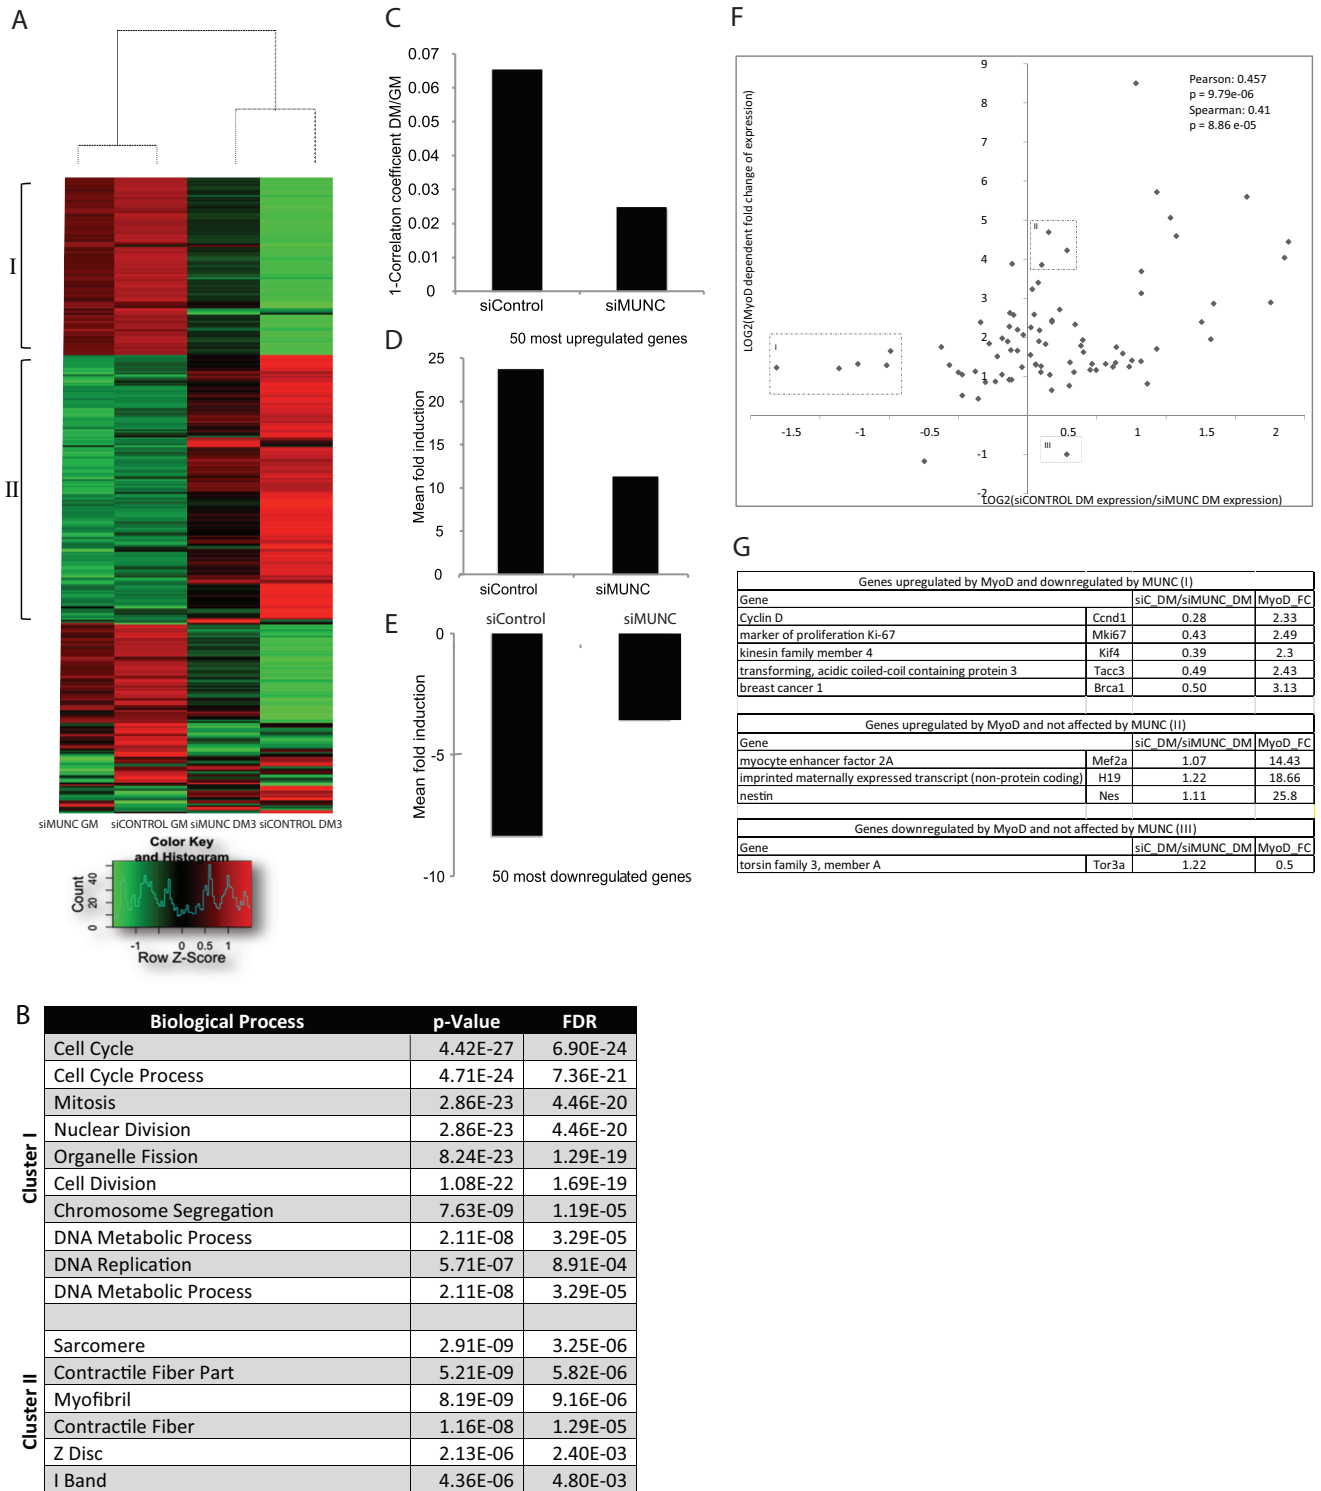 A
I
II
siMUNC GM siCONTROL GM siMUNC DM3 siCONTROL DM3
Color Key
and Histogram
Count
0 20 40
-1 0 0.5 1
Row Z-Score
B
Biological Process p-Value FDR
Cluster I
Cell Cycle 4.42E-27 6.90E-24
Cell Cycle Process 4.71E-24 7.36E-21
Mitosis 2.86E-23 4.46E-20
Nuclear Division 2.86E-23 4.46E-20
Organelle Fission 8.24E-23 1.29E-19
Cell Division 1.08E-22 1.69E-19
Chromosome Segregation 7.63E-09 1.19E-05
DNA Metabolic Process 2.11E-08 3.29E-05
DNA Replication 5.71E-07 8.91E-04
DNA Metabolic Process 2.11E-08 3.29E-05
Cluster II
Sarcomere 2.91E-09 3.25E-06
Contractile Fiber Part 5.21E-09 5.82E-06
Myofibril 8.19E-09 9.16E-06
Contractile Fiber 1.16E-08 1.29E-05
Z Disc 2.13E-06 2.40E-03
I Band 4.36E-06 4.80E-03
C
1-Correlation coefficient DM/GM
0.07
0.06
0.05
0.04
0.03
0.02
0.01
0
siControl siMUNC
D
50 most upregulated genes
Mean fold induction
25
20
15
10
5
0
siControl siMUNC
E
siControl siMUNC
Mean fold induction
0
-5
-10
50 most downregulated genes
F
LOG2(MyoD dependent fold change of expression)
9
8
7
6
5
4
3
2
1
-1
-2
Pearson: 0.457
p = 9.79e-06
Spearman: 0.41
p = 8.86 e-05
II
I
III
-1.5 -1 -0.5 0.5 1 1.5 2
LOG2(siCONTROL DM expression/siMUNC DM expression)
G
Genes upregulated by MyoD and downregulated by MUNC (I)
Gene siC_DM/siMUNC_DM MyoD_FC
Cyclin D Ccnd1 0.28 2.33
marker of proliferation Ki-67 Mki67 0.43 2.49
kinesin family member 4 Kif4 0.39 2.3
transforming, acidic coiled-coil containing protein 3 Tacc3 0.49 2.43
breast cancer 1 Brca1 0.50 3.13
Genes upregulated by MyoD and not affected by MUNC (II)
Gene siC_DM/siMUNC_DM MyoD_FC
myocyte enhancer factor 2A Mef2a 1.07 14.43
imprinted maternally expressed transcript (non-protein coding) H19 1.22 18.66
nestin Nes 1.11 25.8
Genes downregulated by MyoD and not affected by MUNC (III)
Gene siC_DM/siMUNC_DM MyoD_FC
torsin family 3, member A Tor3a 1.22 0.5